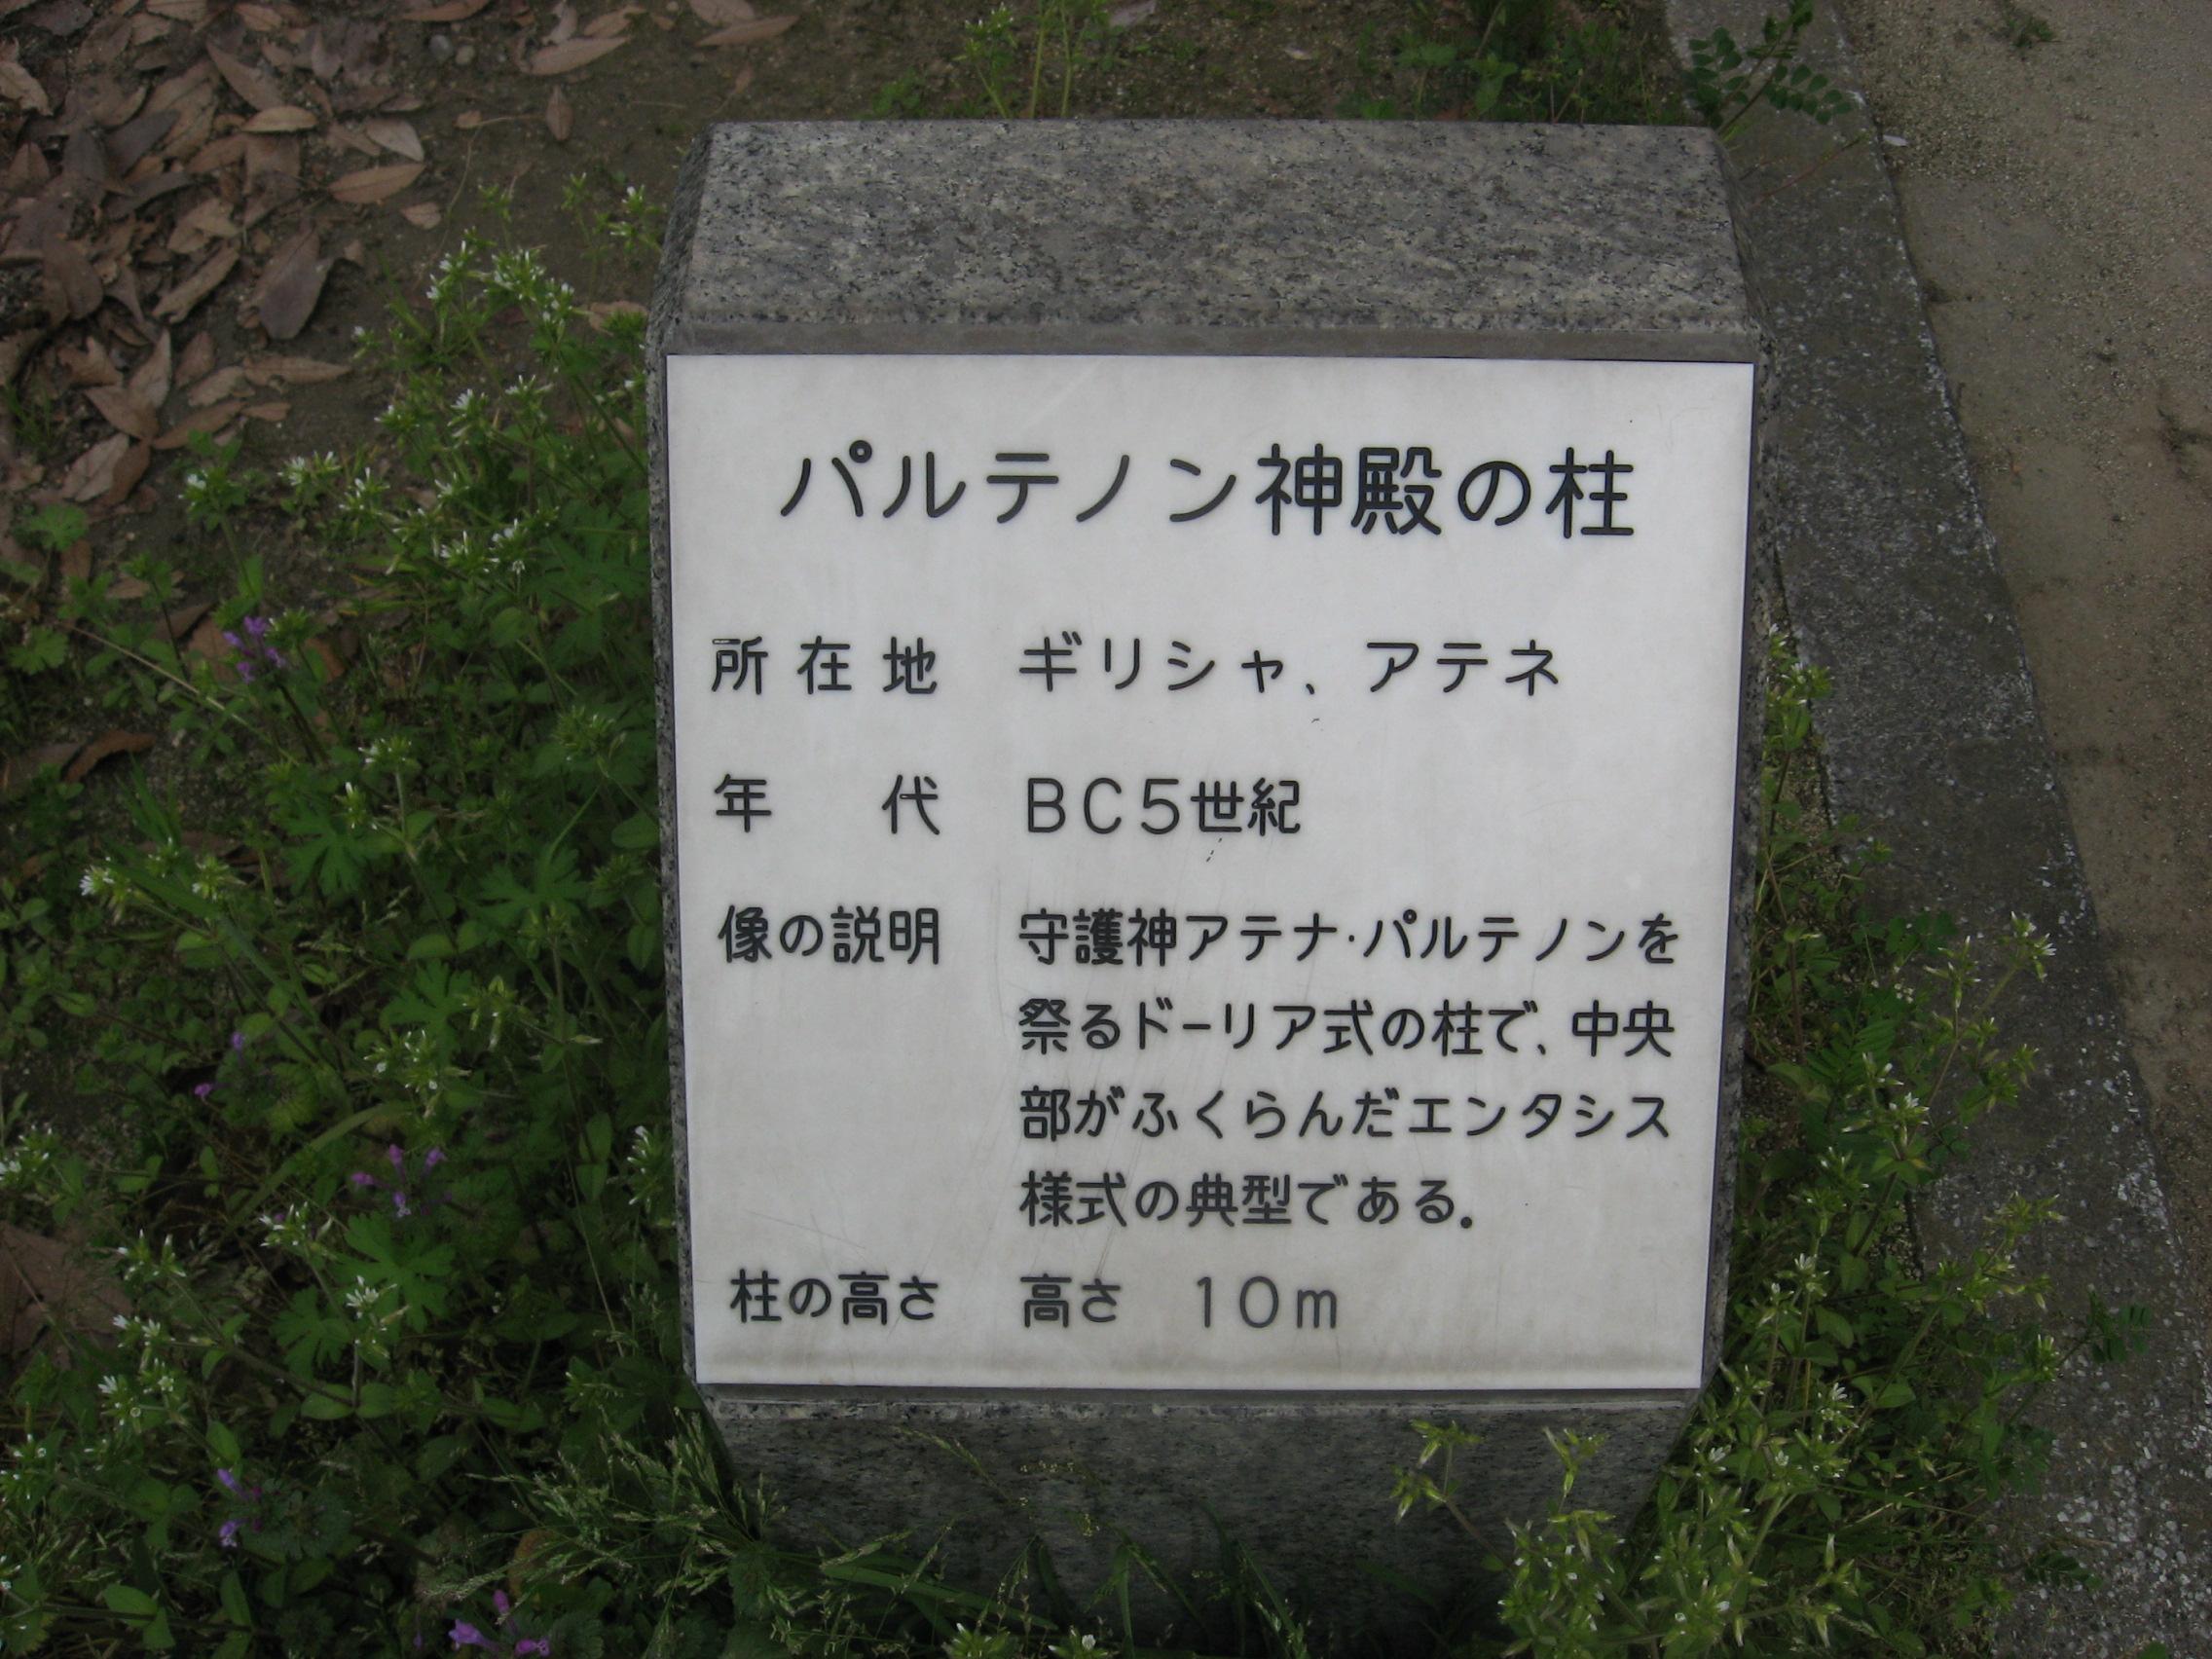 パルテノン神殿の柱
所在地 ギリシャ、アテネ
年代 BC5世紀
像の説明 守護神アテナ·パルテノンを
祭るドーリア式の柱で、中央
部がふくらんだエンタシス
様式の典型である。
柱の高さ 高さ 10m